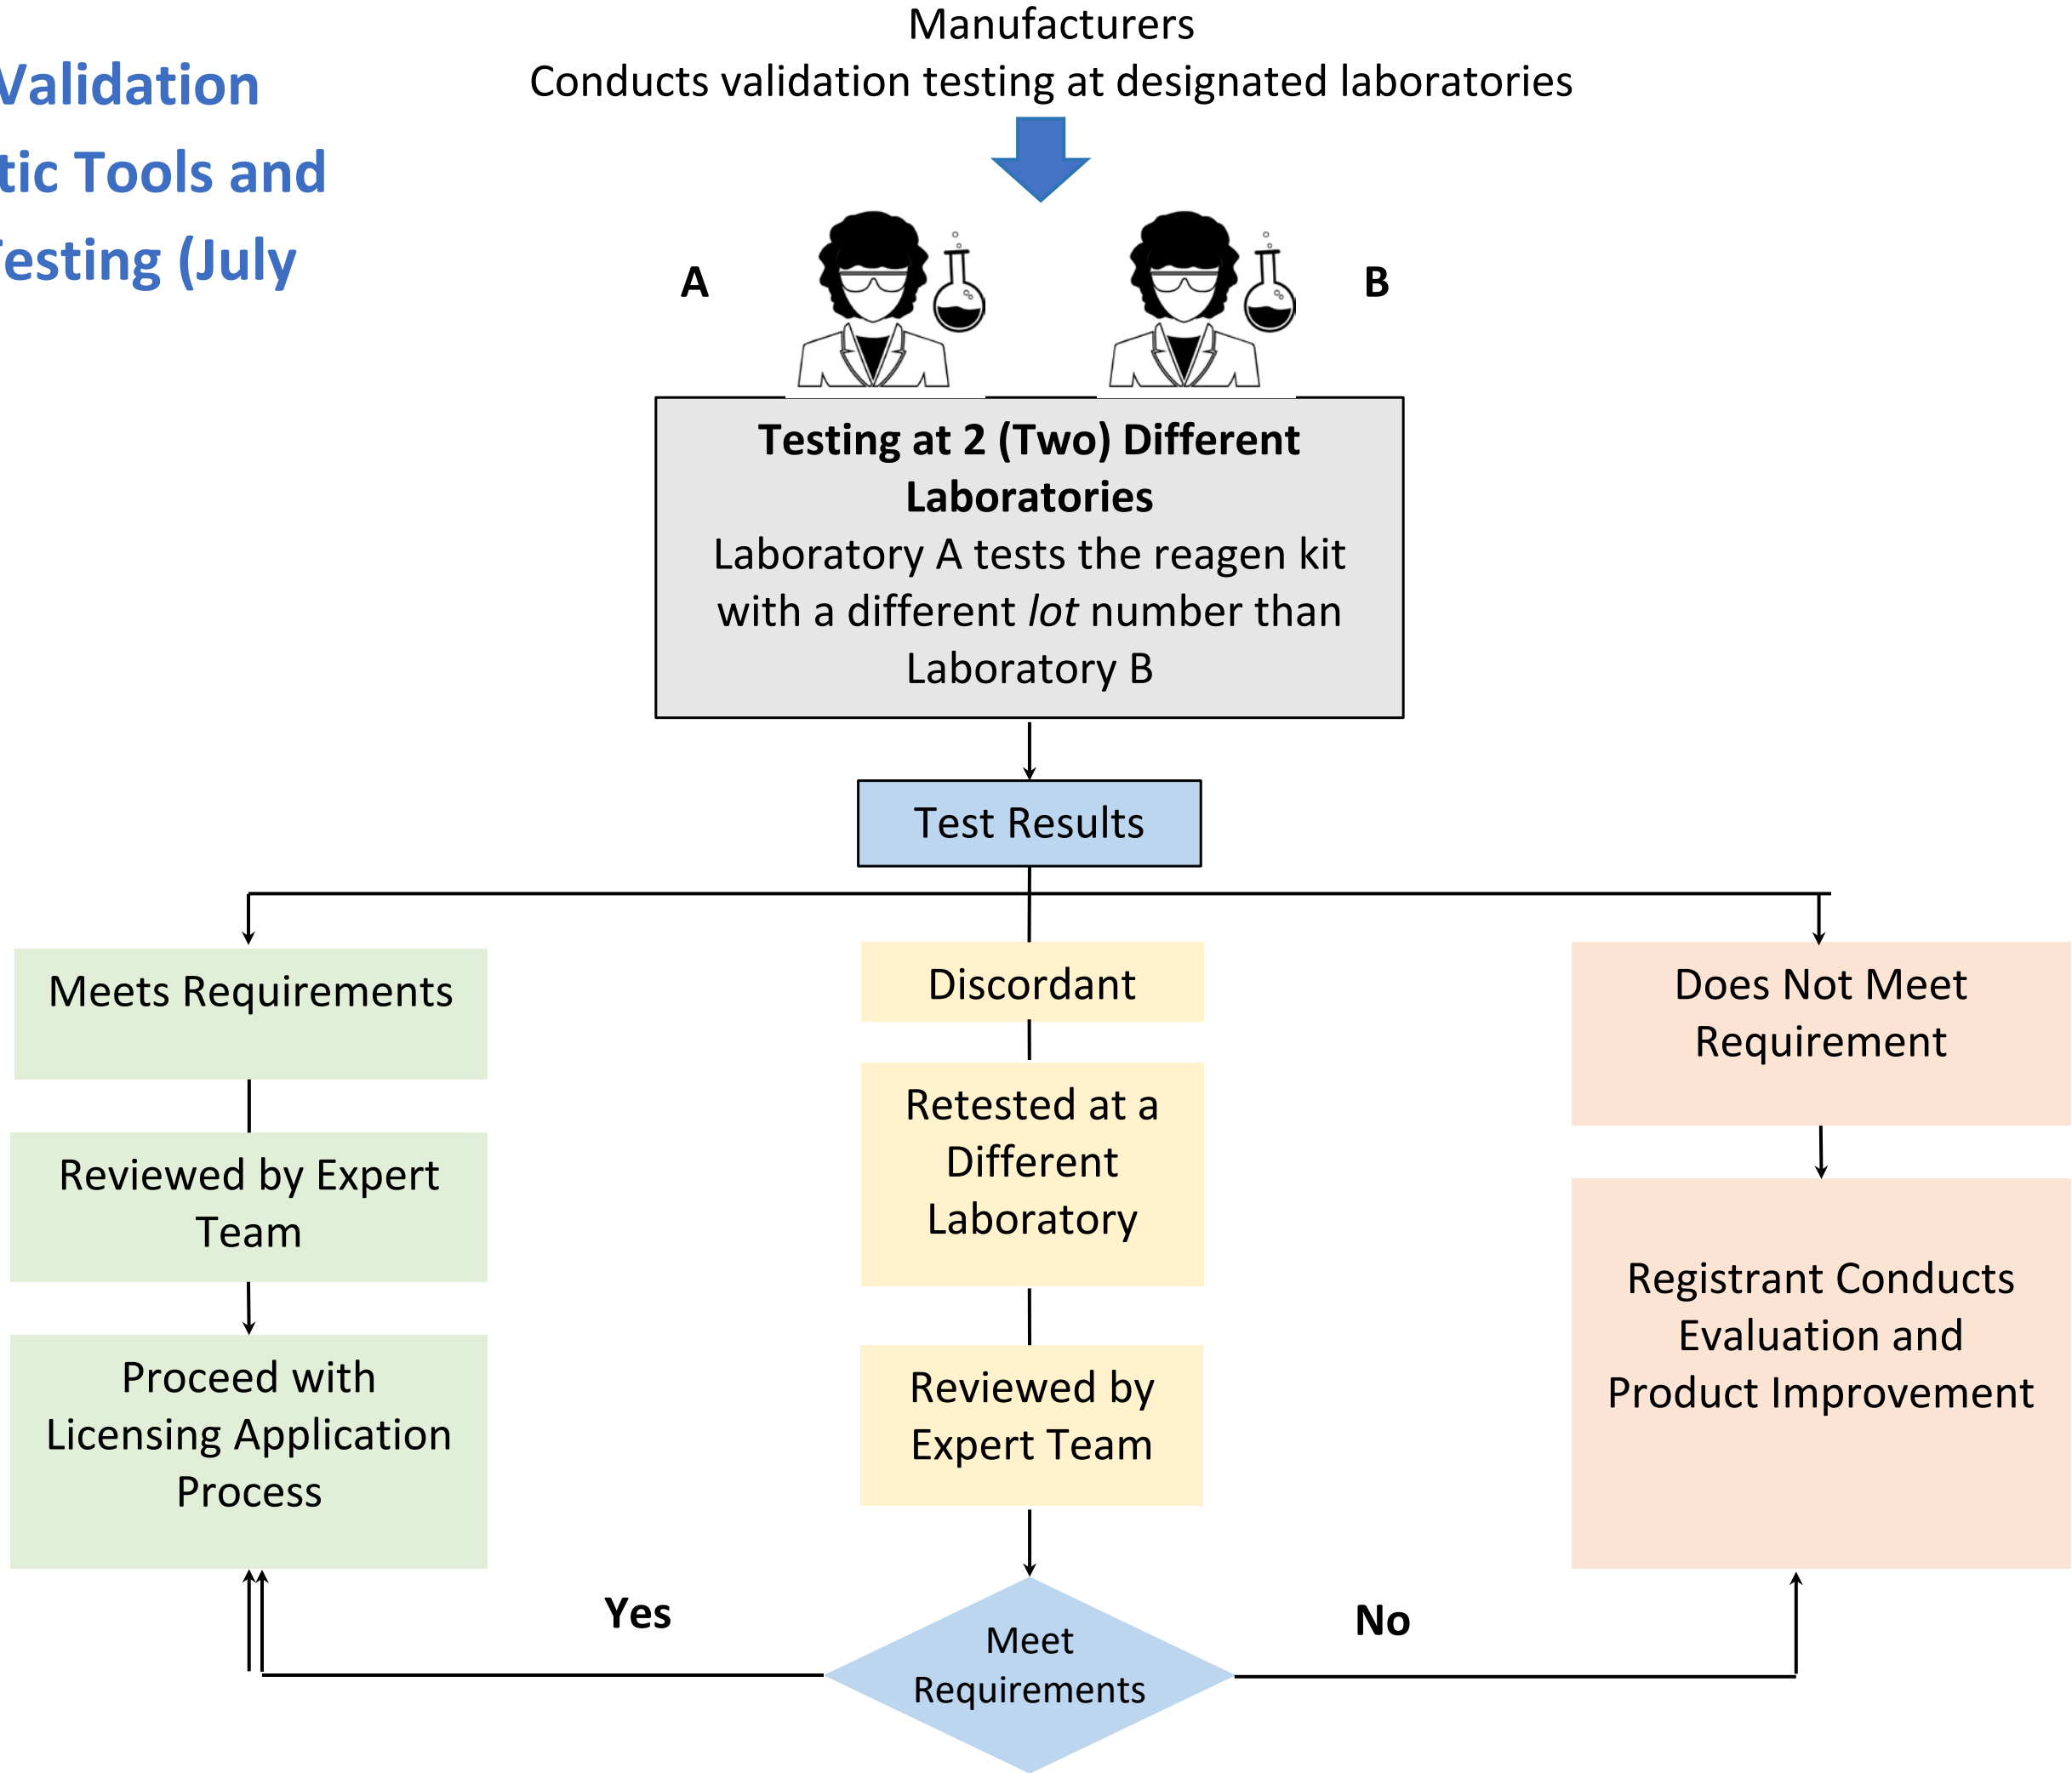 Manufacturers
Conducts validation testing at designated laboratories
Validation
tic Tools and
Testing (July
A
B
Testing at 2 (Two) Different
Laboratories
Laboratory A tests the reagen kit
with a different lot number than
Laboratory B
Test Results
Meets Requirements
Reviewed by Expert
Team
Proceed with
Licensing Application
Process
Discordant
Retested at a
Different
Laboratory
Reviewed by
Expert Team
Does Not Meet
Requirement
Registrant Conducts
Evaluation and
Product Improvement
Yes
No
Meet
Requirements